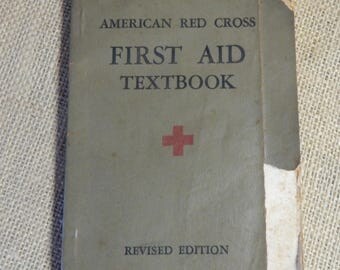 AMERICAN RED CROSS
FIRST AID
TEXTBOOK
REVISED EDITION